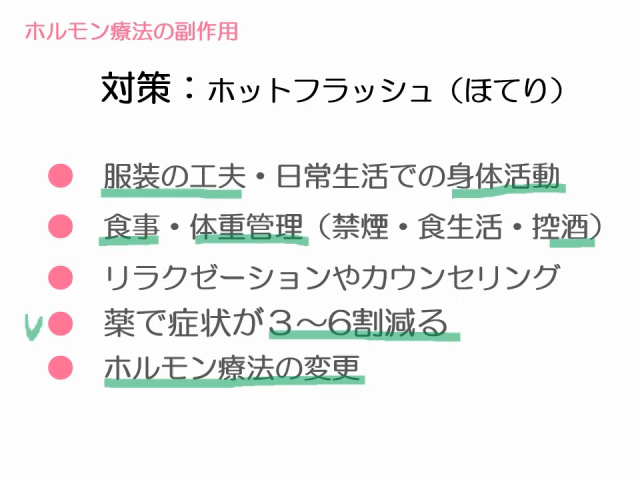 ホルモン療法の副作用
対策：ホットフラッシュ（ほてり）
● 服装の工夫・日常生活での身体活動
● 食事・体重管理（禁煙・食生活・控酒）
● リラクゼーションやカウンセリング
● 薬で症状が３〜６割減る
● ホルモン療法の変更